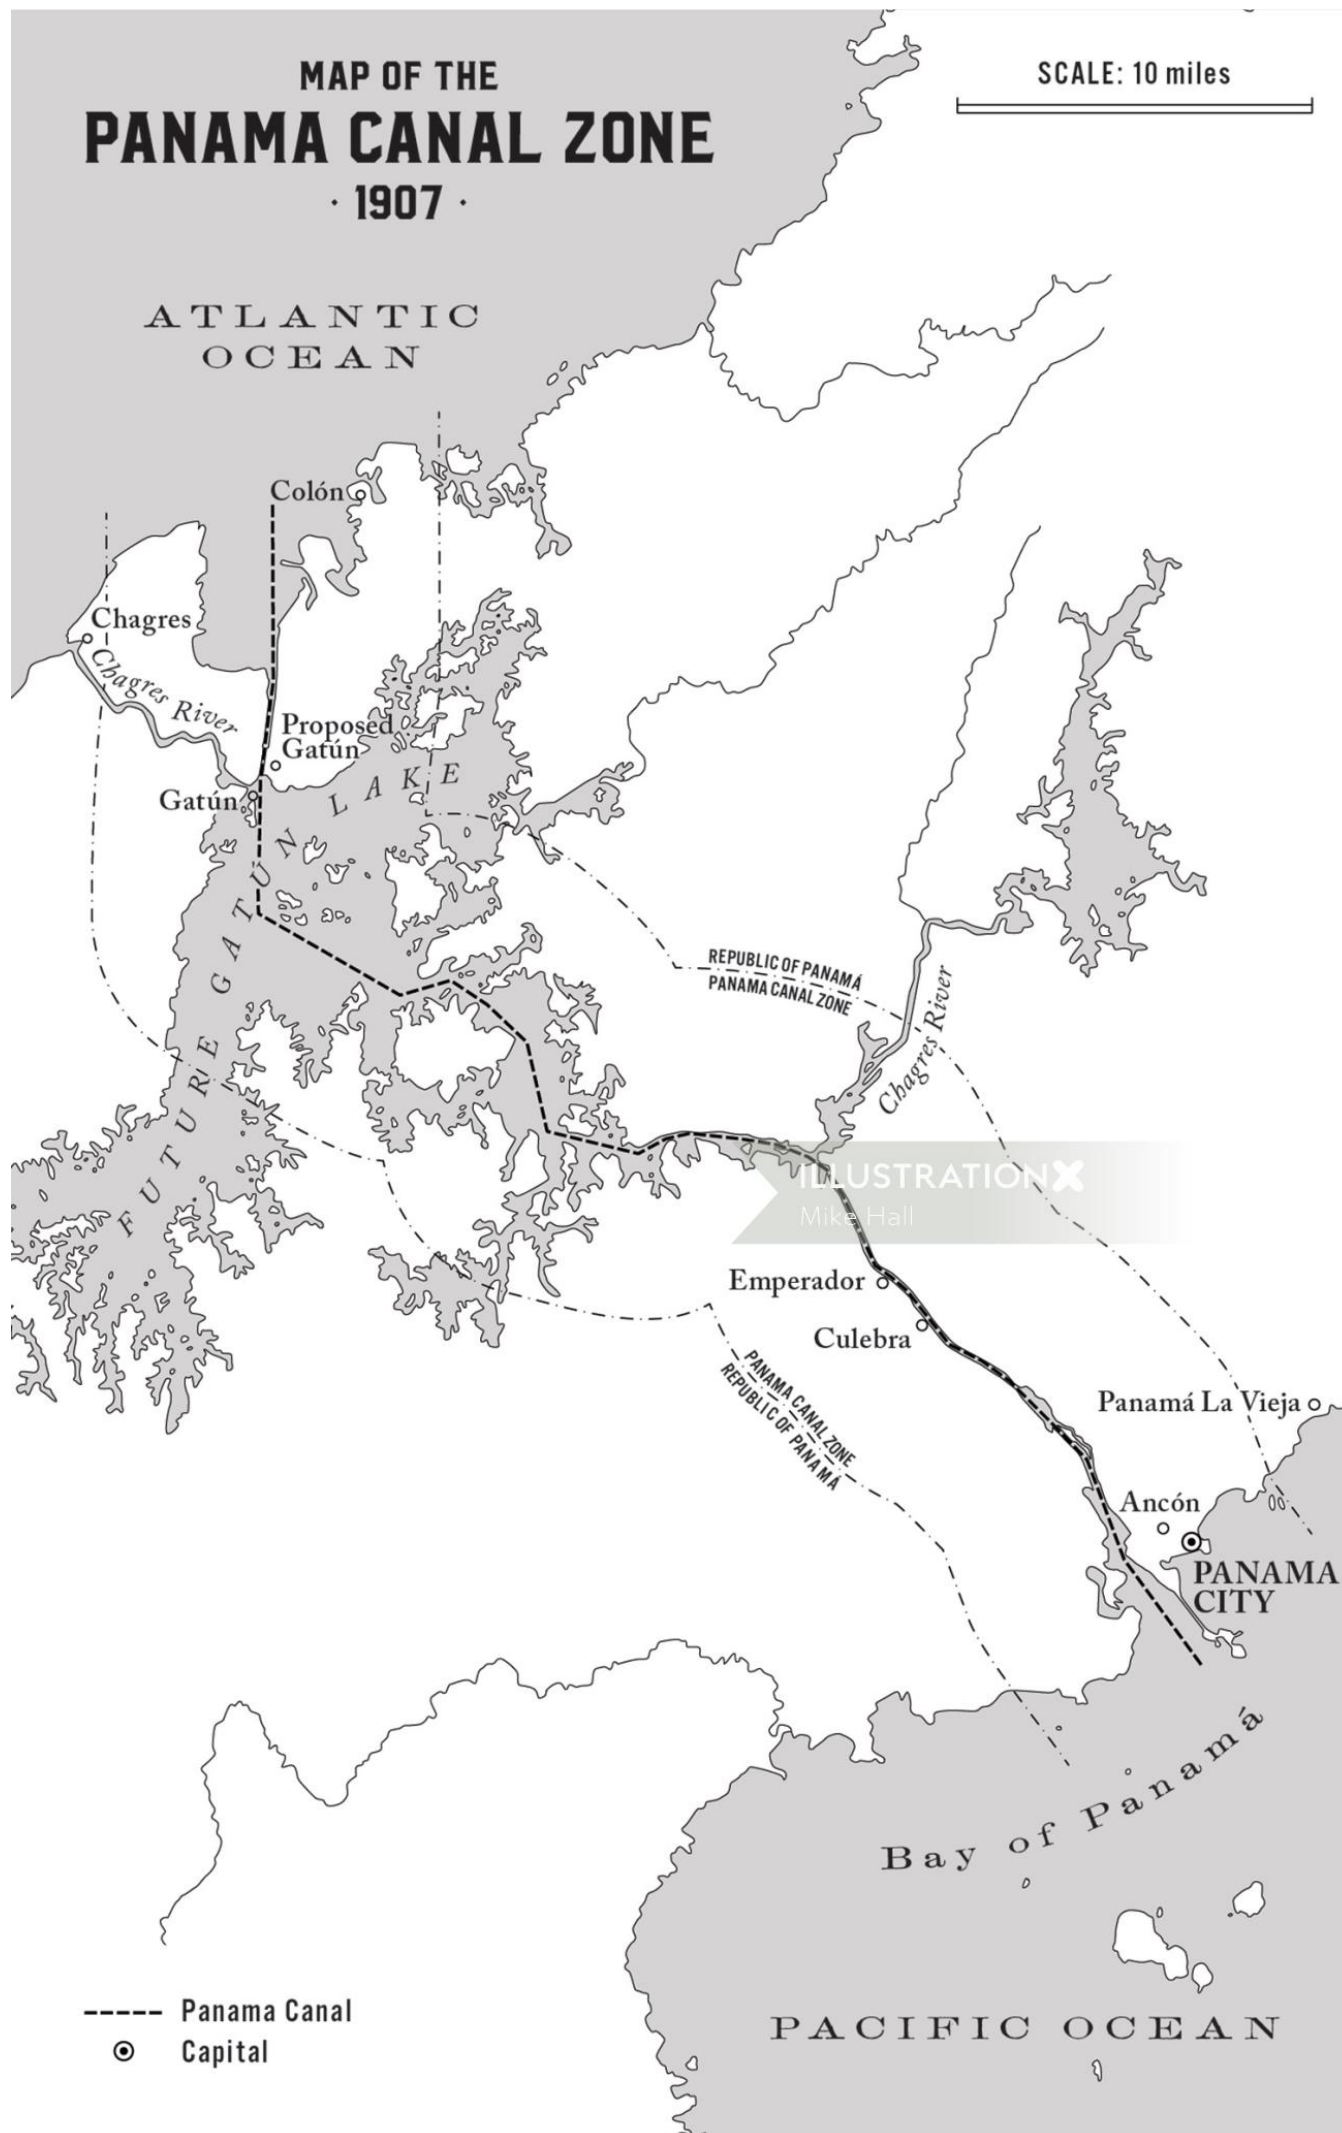 MAP OF THE
PANAMA CANAL ZONE
· 1907 ·
SCALE: 10 miles
ATLANTIC
OCEAN
Colón
Chagres
Chagres River
Proposed
Gatún
Gatún
FUTURE GATUN LAKE
REPUBLIC OF PANAMÁ
PANAMA CANAL ZONE
Chagres River
ILLUSTRATIONX
Mike Hall
Emperador
Culebra
PANAMA CANAL ZONE
REPUBLIC OF PANAMÁ
Panamá La Vieja
Ancón
PANAMA
CITY
Bay of Panamá
PACIFIC OCEAN
Panama Canal
Capital